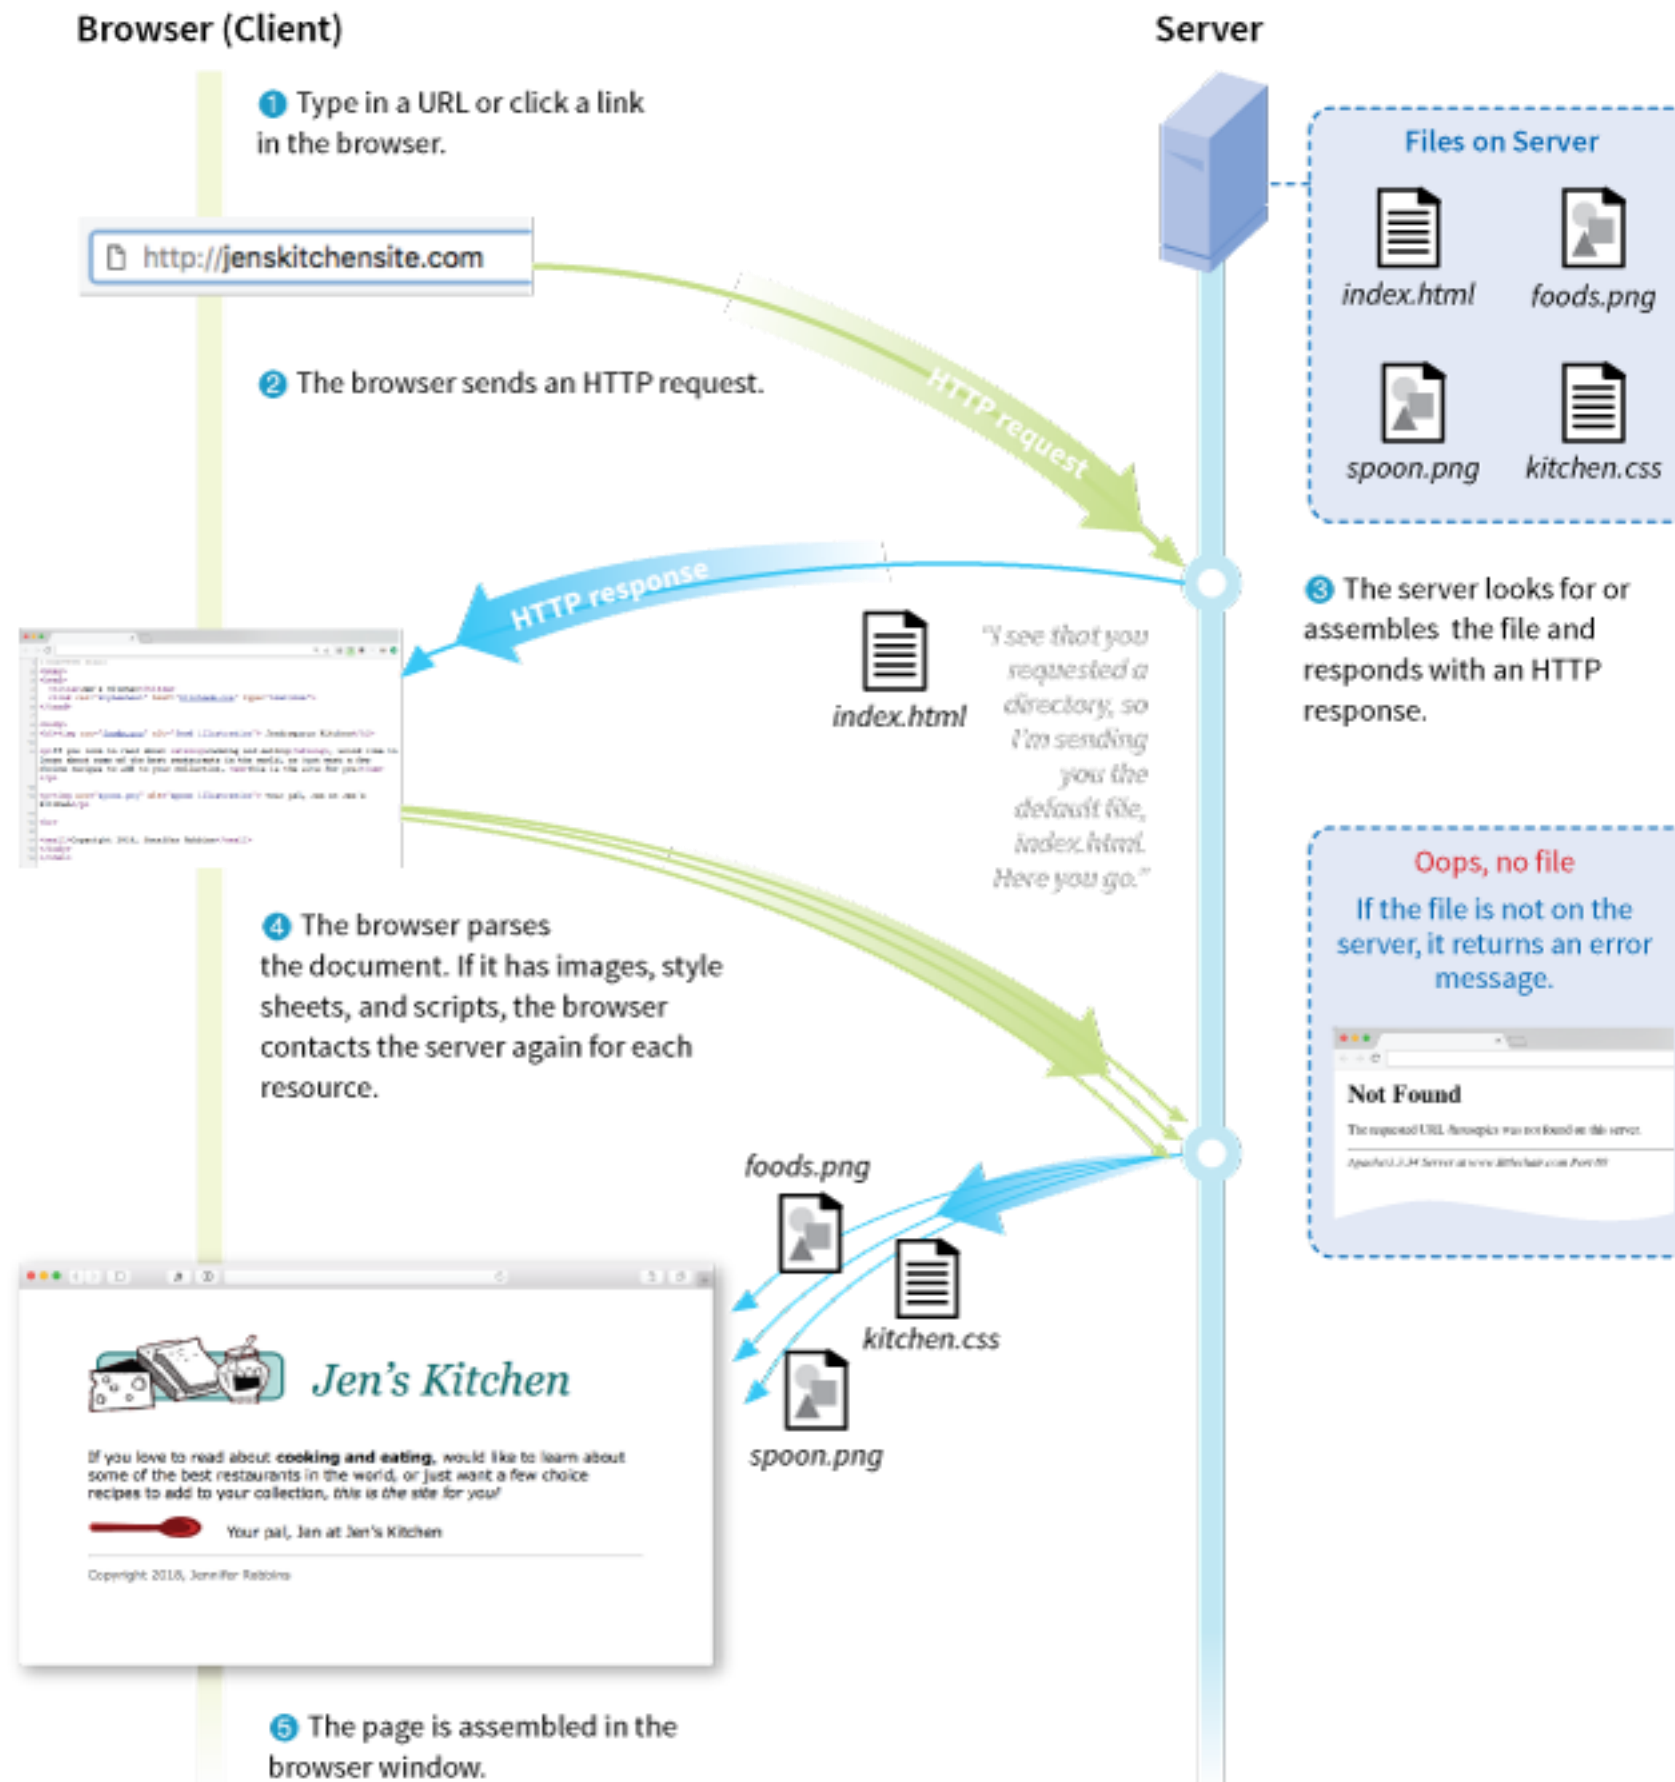 Browser (Client)
Server
1 Type in a URL or click a link
in the browser.
http://jenskitchensite.com
Files on Server
index.html
foods.png
spoon.png
kitchen.css
2 The browser sends an HTTP request.
HTTP request
HTTP response
index.html
"I see that you
requested a
directory, so
I'm sending
you the
default file,
index.html.
Here you go."
3 The server looks for or
assembles the file and
responds with an HTTP
response.
4 The browser parses
the document. If it has images, style
sheets, and scripts, the browser
contacts the server again for each
resource.
Oops, no file
If the file is not on the
server, it returns an error
message.
Not Found
The requested URL was not found on this server.
foods.png
kitchen.css
spoon.png
Jen's Kitchen
If you love to read about cooking and eating, would like to learn about
some of the best restaurants in the world, or just want a few choice
recipes to add to your collection, this is the site for you!
Your pal, Jen at Jen's Kitchen
Copyright 2018, Jennifer Robbins
5 The page is assembled in the
browser window.